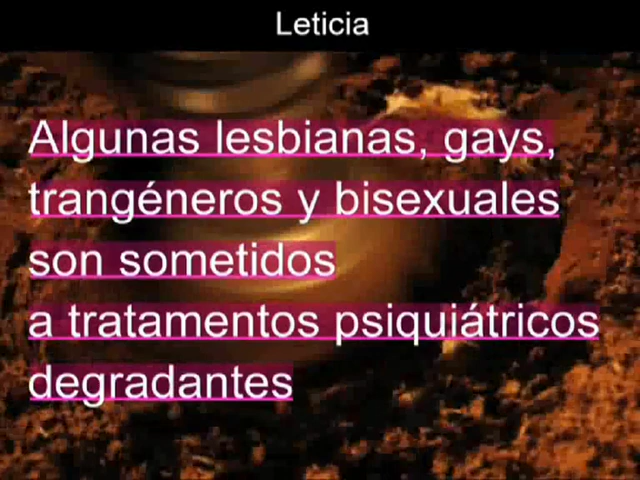 Leticia
Algunas lesbianas, gays,
trangéneros y bisexuales
son sometidos
a tratamentos psiquiátricos
degradantes